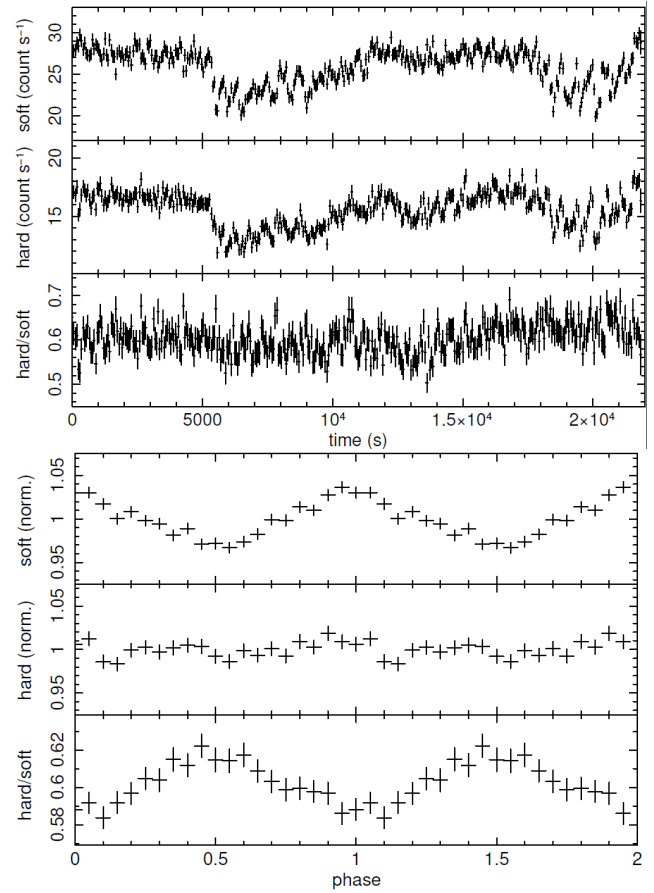 soft (count s⁻¹)
20 25 30
hard (count s⁻¹)
15 20
hard/soft
0.5 0.6 0.7
0 5000 10⁴ 1.5×10⁴ 2×10⁴
time (s)
soft (norm.)
0.95 1 1.05
hard (norm.)
0.95 1 1.05
hard/soft
0.58 0.6 0.62
0 0.5 1 1.5 2
phase